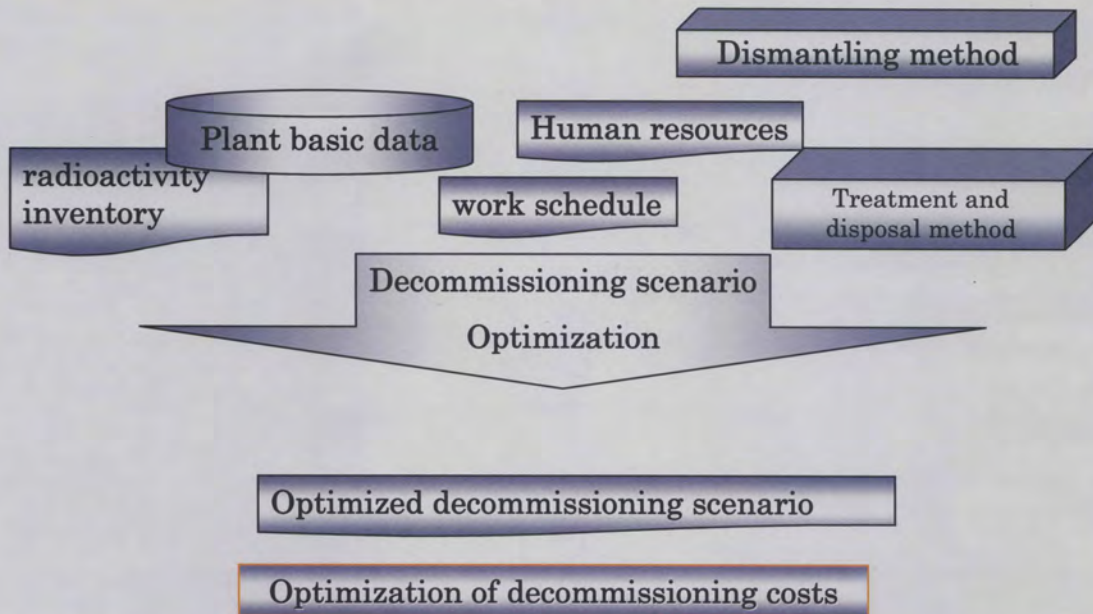 Dismantling method
Plant basic data
Human resources
radioactivity
inventory
work schedule
Treatment and
disposal method
Decommissioning scenario
Optimization
Optimized decommissioning scenario
Optimization of decommissioning costs